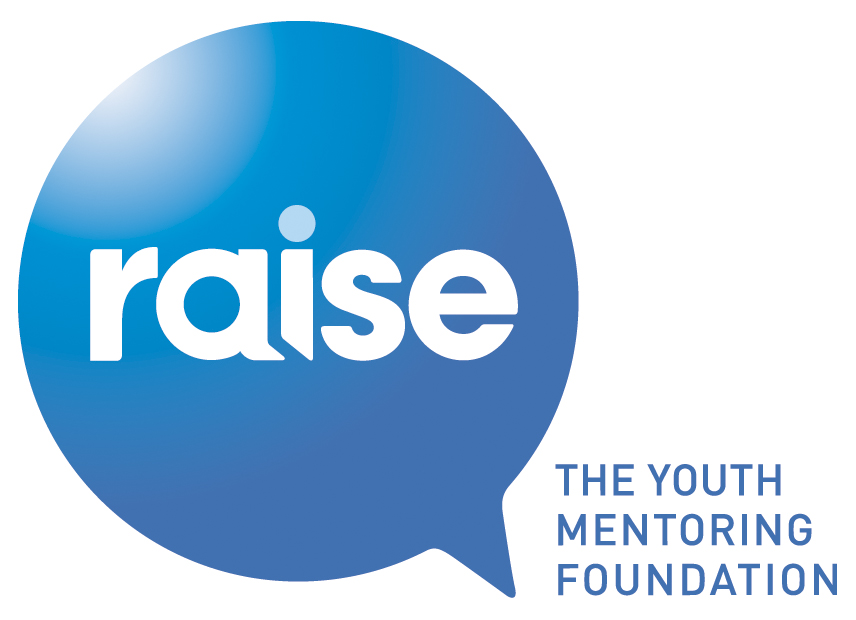 raise
THE YOUTH
MENTORING
FOUNDATION